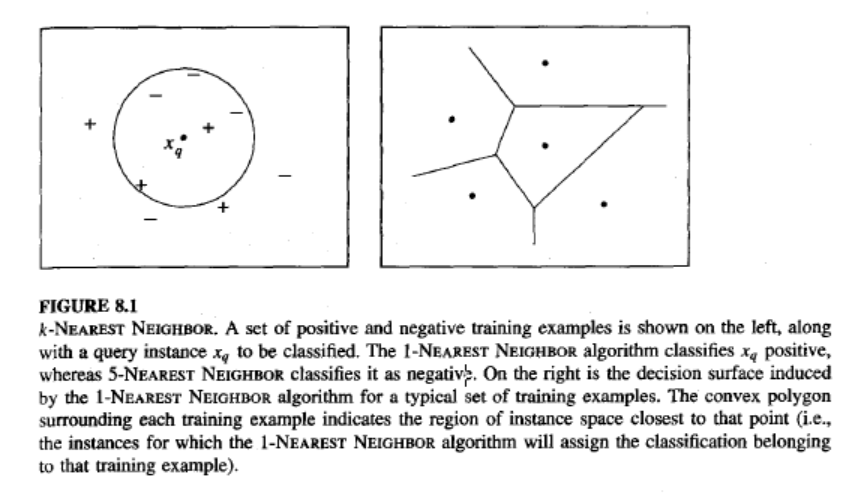 − − − + + x_q + − + −
FIGURE 8.1
k-NEAREST NEIGHBOR. A set of positive and negative training examples is shown on the left, along
with a query instance x_q to be classified. The 1-NEAREST NEIGHBOR algorithm classifies x_q positive,
whereas 5-NEAREST NEIGHBOR classifies it as negative. On the right is the decision surface induced
by the 1-NEAREST NEIGHBOR algorithm for a typical set of training examples. The convex polygon
surrounding each training example indicates the region of instance space closest to that point (i.e.,
the instances for which the 1-NEAREST NEIGHBOR algorithm will assign the classification belonging
to that training example).